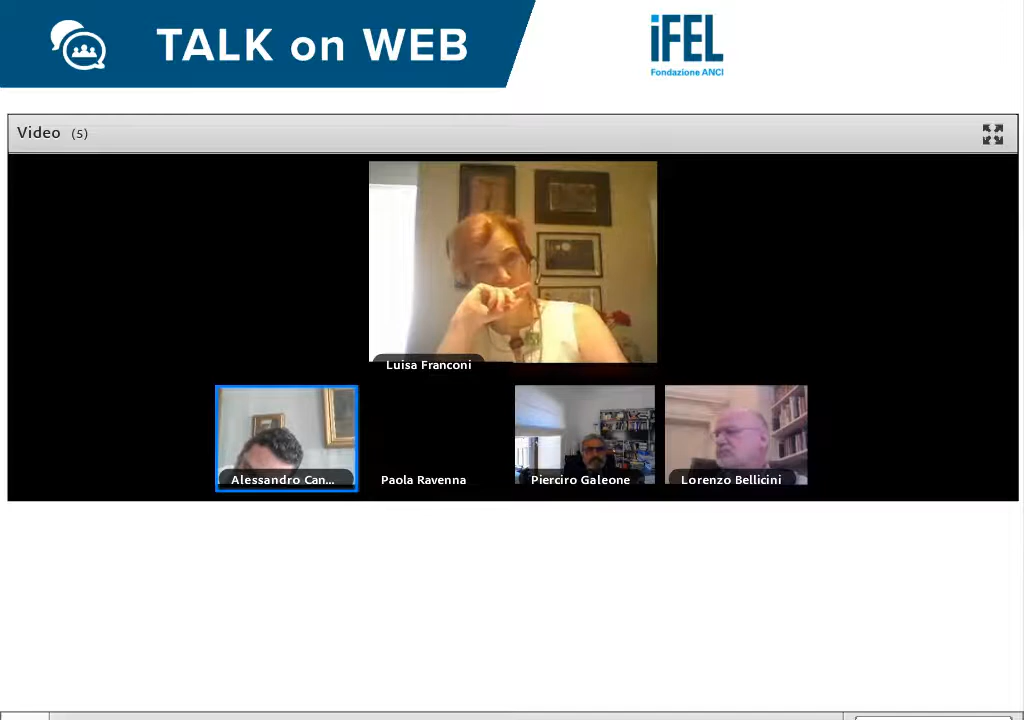 TALK on WEB
iFEL
Fondazione ANCI
Video (5)
Luisa Franconi
Alessandro Can...
Paola Ravenna
Pierciro Galeone
Lorenzo Bellicini